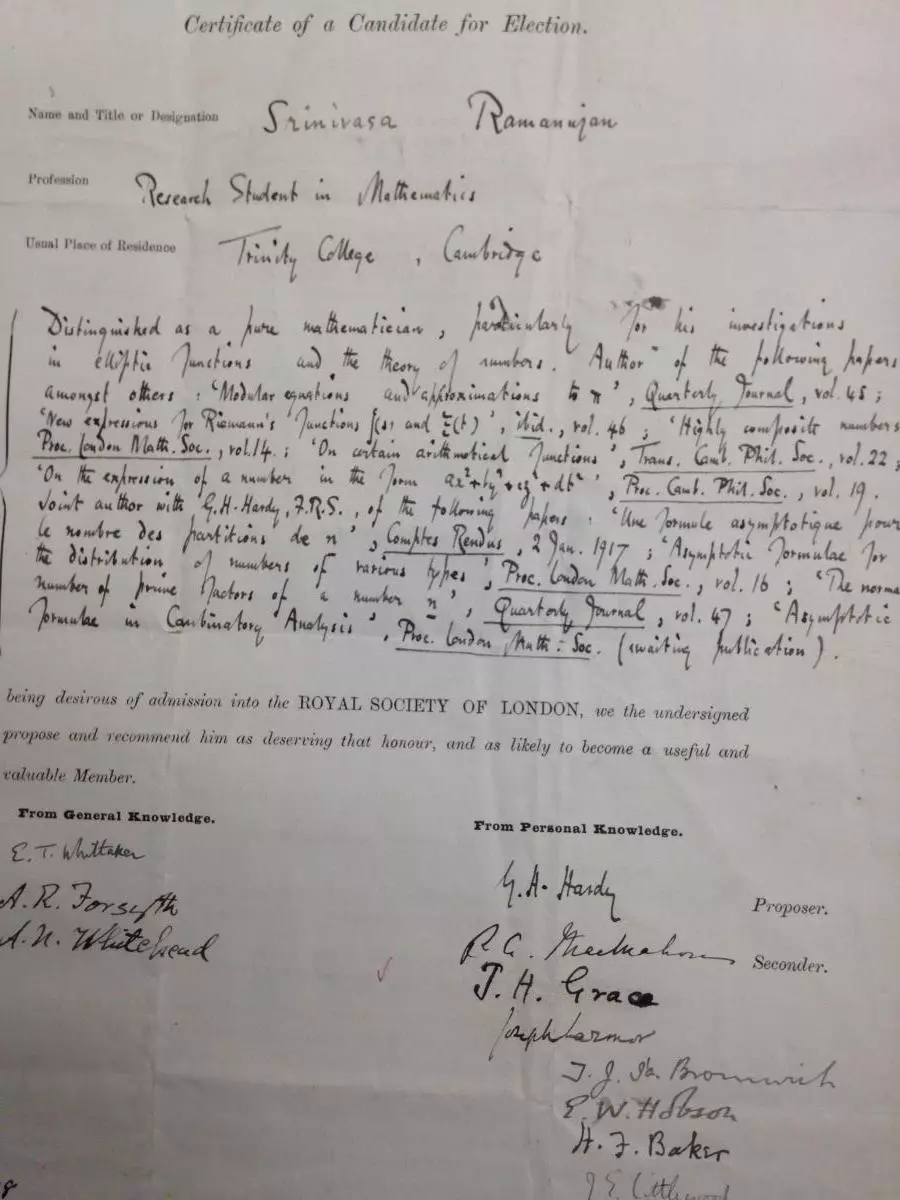 Certificate of a Candidate for Election.
Name and Title or Designation Srinivasa Ramanujan
Profession Research Student in Mathematics
Usual Place of Residence Trinity College , Cambridge
Distinguished as a pure mathematician , particularly for his investigations
in elliptic functions and the theory of numbers . Author of the following papers
amongst others : 'Modular equations and approximations to π' , Quarterly Journal , vol. 45 ;
'New expressions for Riemann's functions ξ(s) and Ξ(t)' , ibid. , vol. 46 ; 'Highly composite numbers
Proc. London Math. Soc. , vol. 14. ; 'On certain arithmetical functions' , Trans. Camb. Phil. Soc. , vol. 22 ;
'On the expression of a number in the form ax²+by²+cz²+dt²' , Proc. Camb. Phil. Soc. , vol. 19.
Joint author with G.H. Hardy, F.R.S. , of the following papers : 'Une formule asymptotique pour
le nombre des partitions de n' , Comptes Rendus , 2 Jan. 1917 ; 'Asymptotic formulae for
the distribution of numbers of various types' , Proc. London Math. Soc. , vol. 16 ; 'The norma
number of prime factors of a number n' , Quarterly Journal , vol. 47 ; 'Asymptotic
formulae in Combinatory Analysis' , Proc. London Math. Soc. (awaiting publication) .
being desirous of admission into the ROYAL SOCIETY OF LONDON, we the undersigned
propose and recommend him as deserving that honour, and as likely to become a useful and
valuable Member.
From General Knowledge.
E. T. Whittaker
A. R. Forsyth
A. N. Whitehead
From Personal Knowledge.
G. H. Hardy Proposer.
P. A. MacMahon Seconder.
J. H. Grace
Joseph Larmor
T. J. I'a. Bromwich
E. W. Hobson
H. F. Baker
J E Littlewood
8